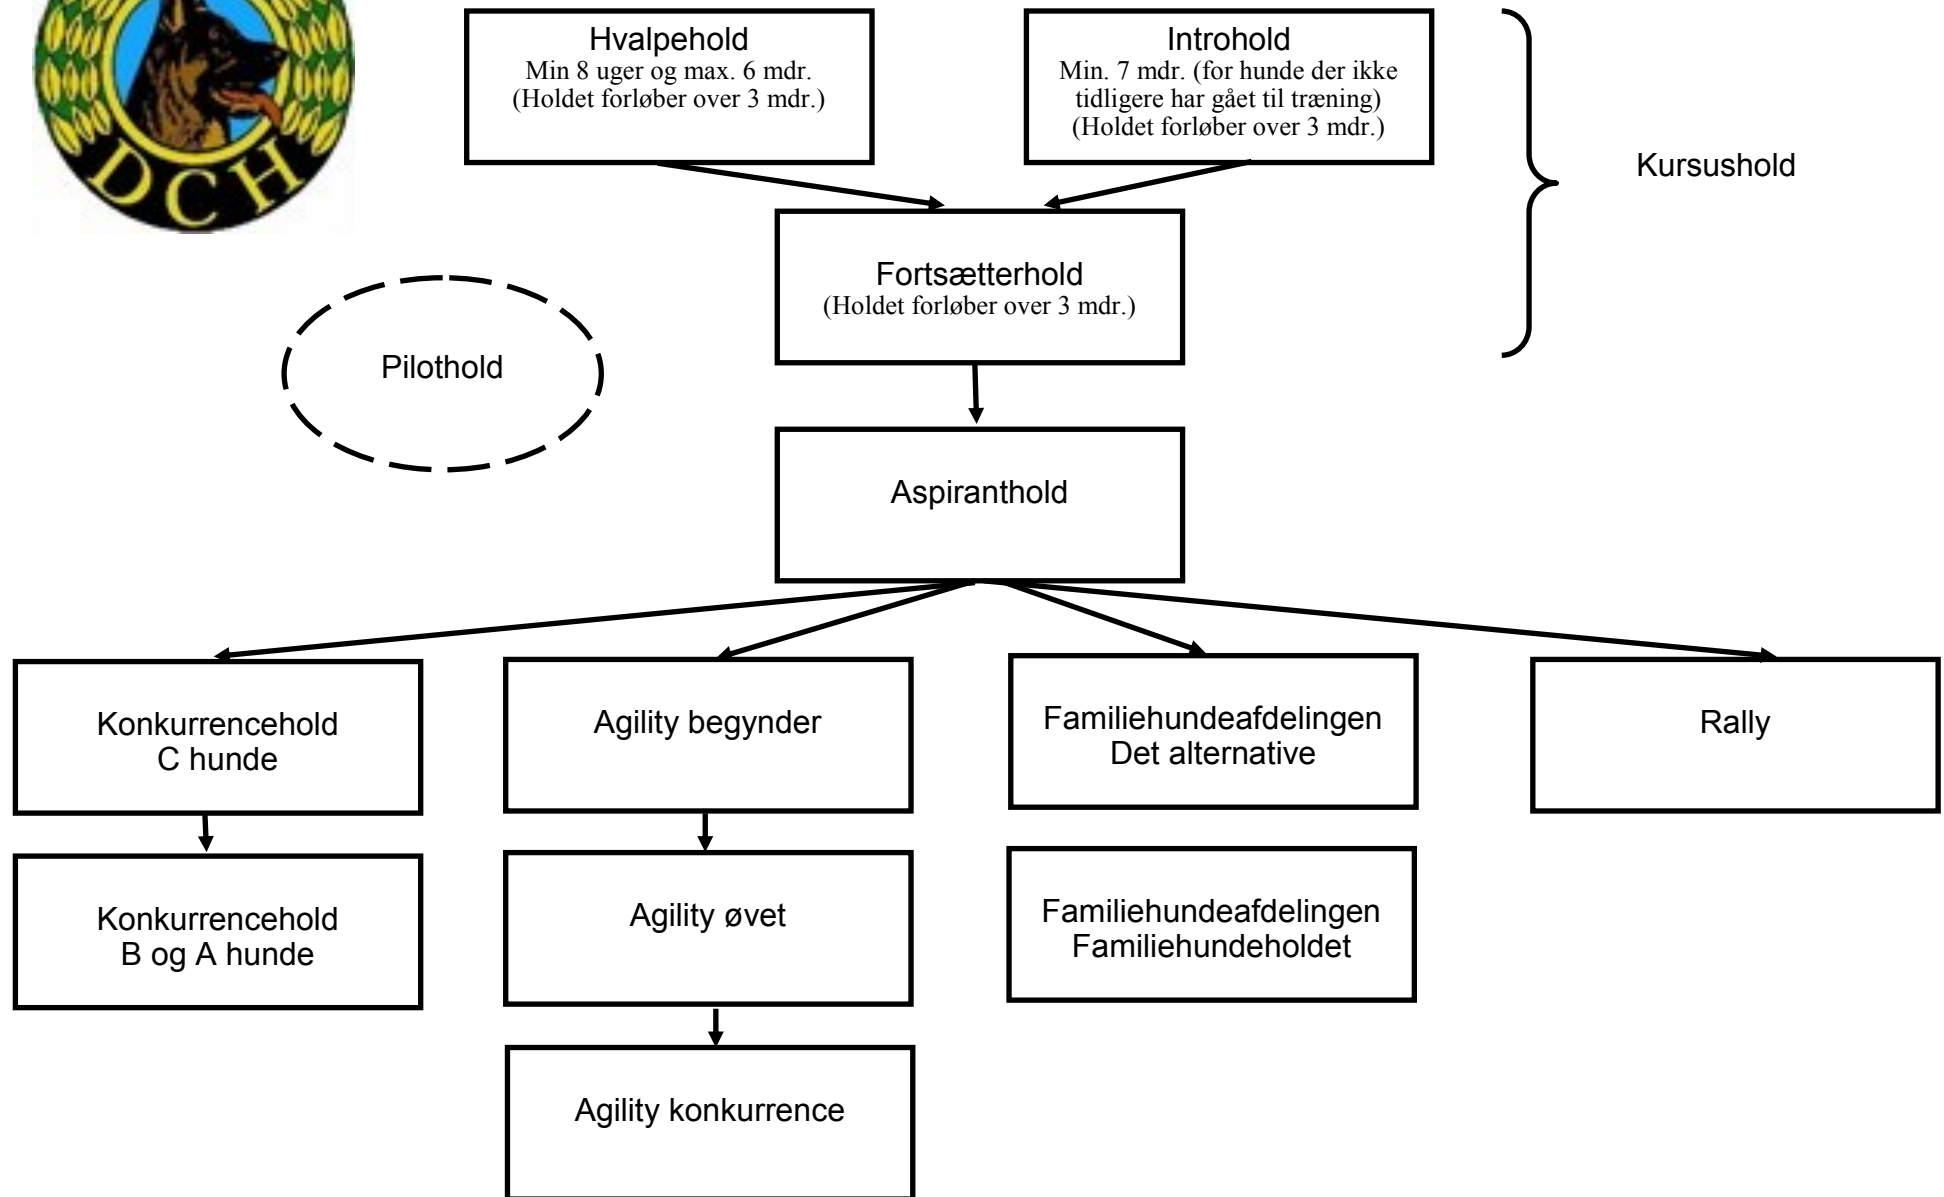 DCH
Hvalpehold
Min 8 uger og max. 6 mdr.
(Holdet forløber over 3 mdr.)
Introhold
Min. 7 mdr. (for hunde der ikke
tidligere har gået til træning)
(Holdet forløber over 3 mdr.)
Kursushold
Fortsætterhold
(Holdet forløber over 3 mdr.)
Pilothold
Aspiranthold
Konkurrencehold
C hunde
Agility begynder
Familiehundeafdelingen
Det alternative
Rally
Konkurrencehold
B og A hunde
Agility øvet
Familiehundeafdelingen
Familiehundeholdet
Agility konkurrence